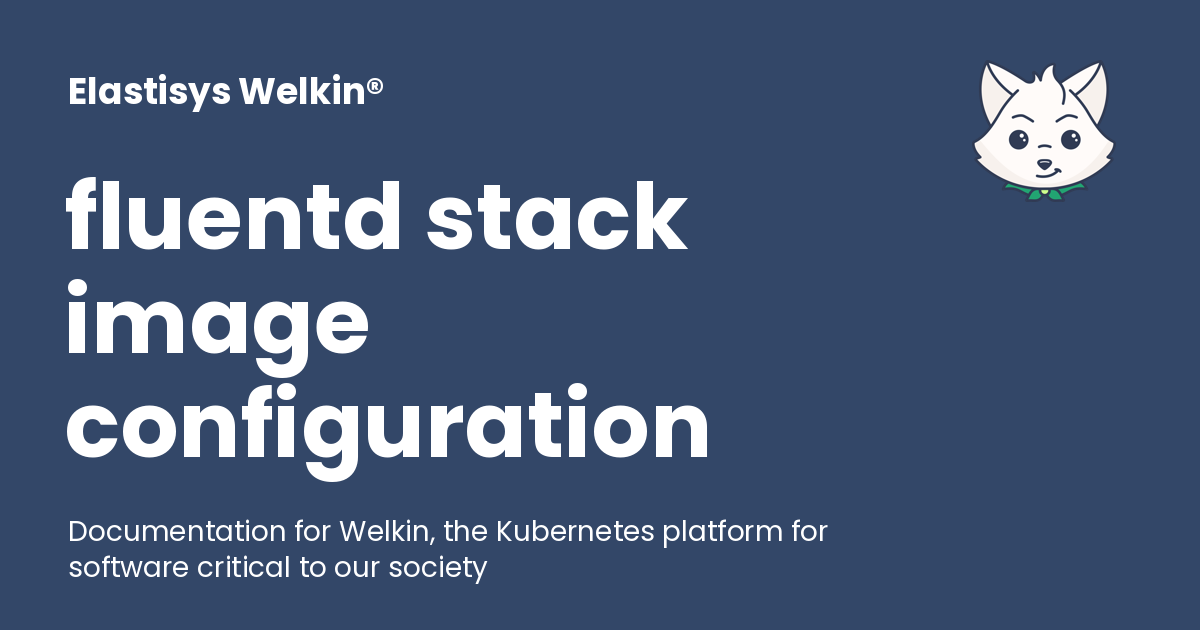 Elastisys Welkin®
fluentd stack
image
configuration
Documentation for Welkin, the Kubernetes platform for
software critical to our society